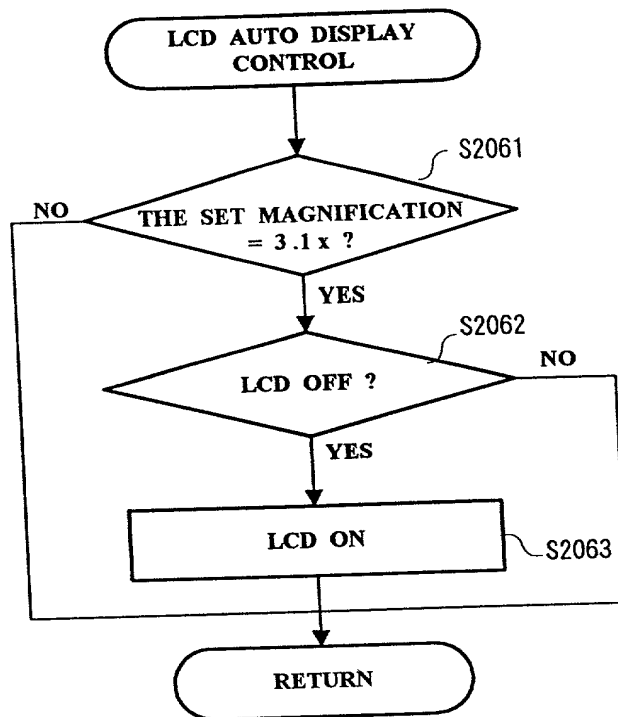 LCD AUTO DISPLAY
CONTROL
S2061
NO
THE SET MAGNIFICATION
= 3.1x ?
YES
S2062
NO
LCD OFF ?
YES
LCD ON
S2063
RETURN